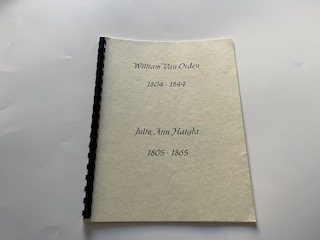 William Van Orden
1804 - 1844
Julia Ann Haight
1805 - 1865